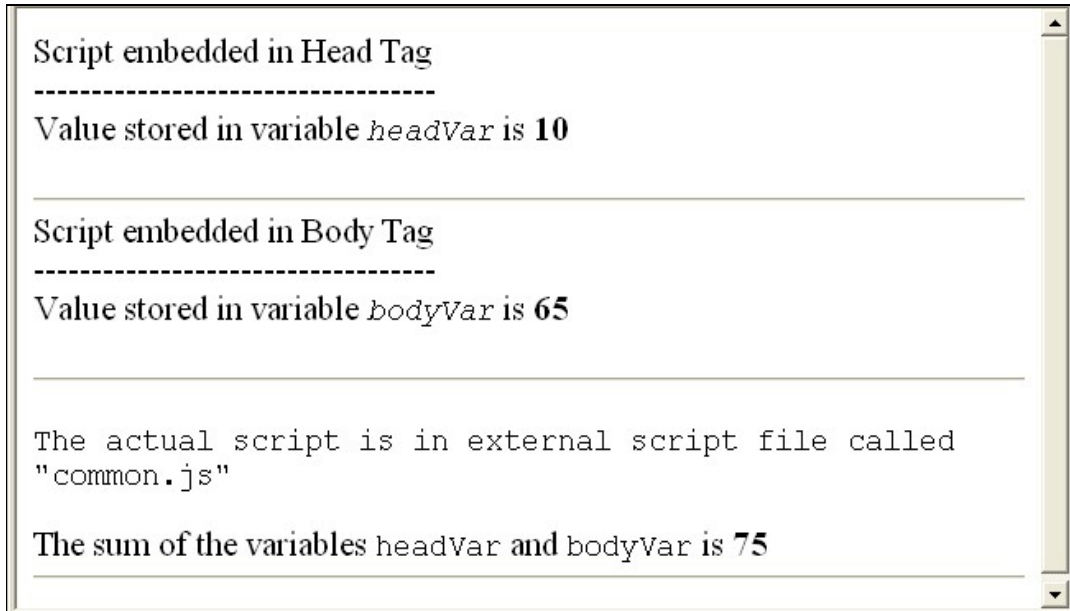 Script embedded in Head Tag
-----------------------------------
Value stored in variable headVar is 10
Script embedded in Body Tag
-----------------------------------
Value stored in variable bodyVar is 65
The actual script is in external script file called
"common.js"
The sum of the variables headVar and bodyVar is 75